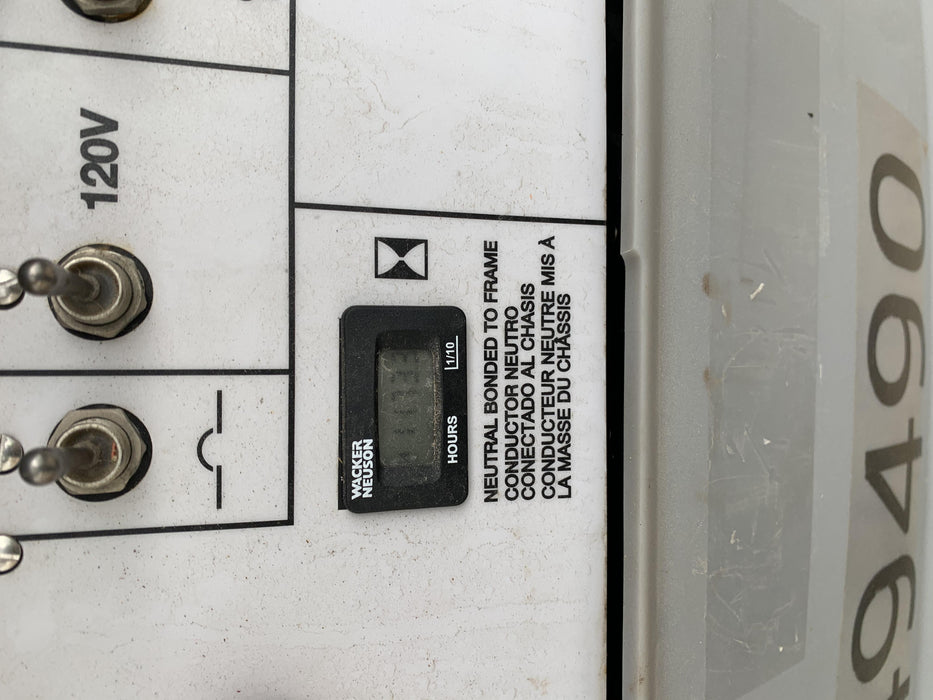 120V
WACKER
NEUSON
HOURS
1/10
NEUTRAL BONDED TO FRAME
CONDUCTOR NEUTRO
CONECTADO AL CHASIS
CONDUCTEUR NEUTRE MIS À
LA MASSE DU CHÂSSIS
9490